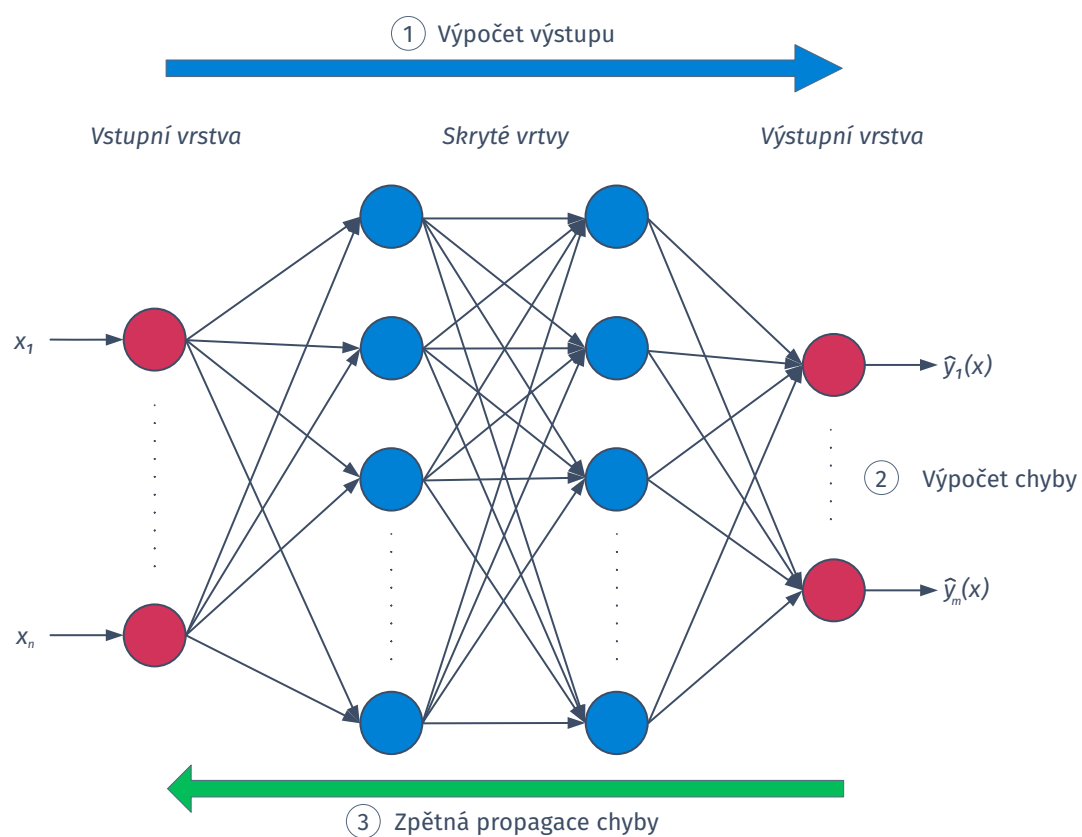 1 Výpočet výstupu
Vstupní vrstva
Skryté vrtvy
Výstupní vrstva
x₁
ŷ₁(x)
2 Výpočet chyby
xₙ
ŷₘ(x)
3 Zpětná propagace chyby